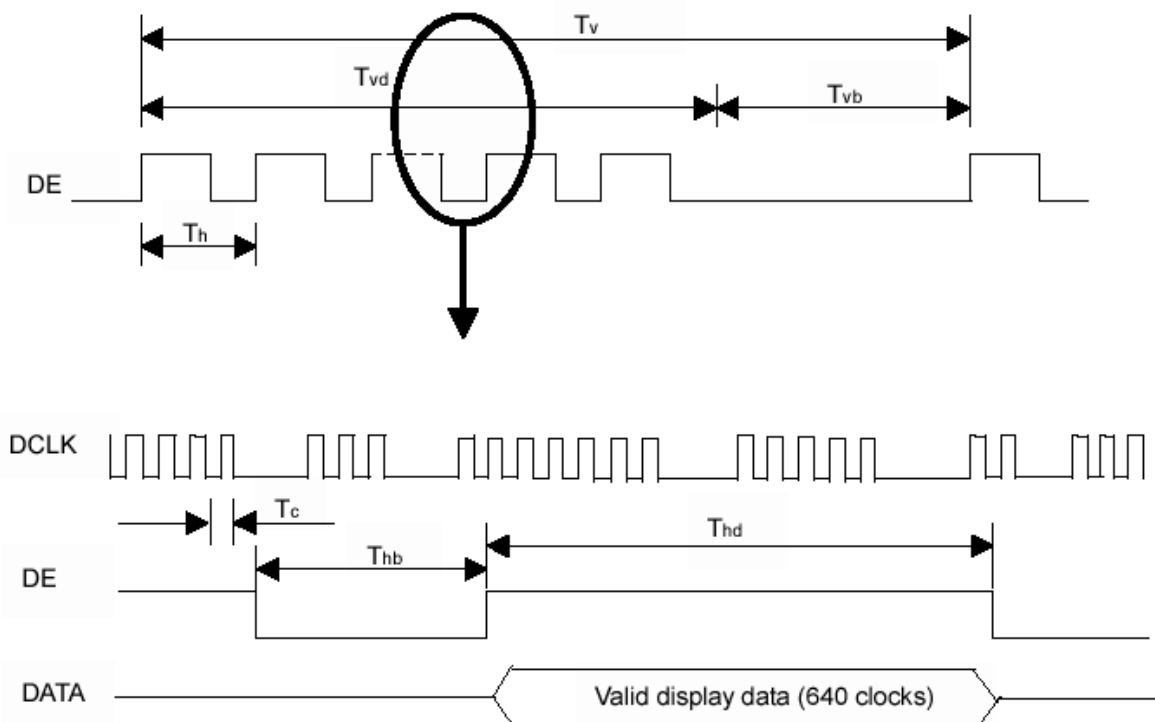 Tv
Tvd
Tvb
DE
Th
DCLK
Tc
Thd
Thb
DE
DATA
Valid display data (640 clocks)